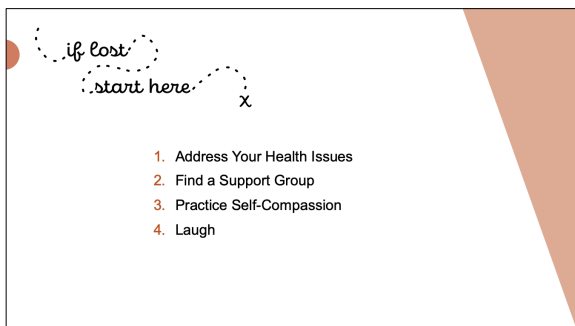 if lost
start here
x
1. Address Your Health Issues
2. Find a Support Group
3. Practice Self-Compassion
4. Laugh